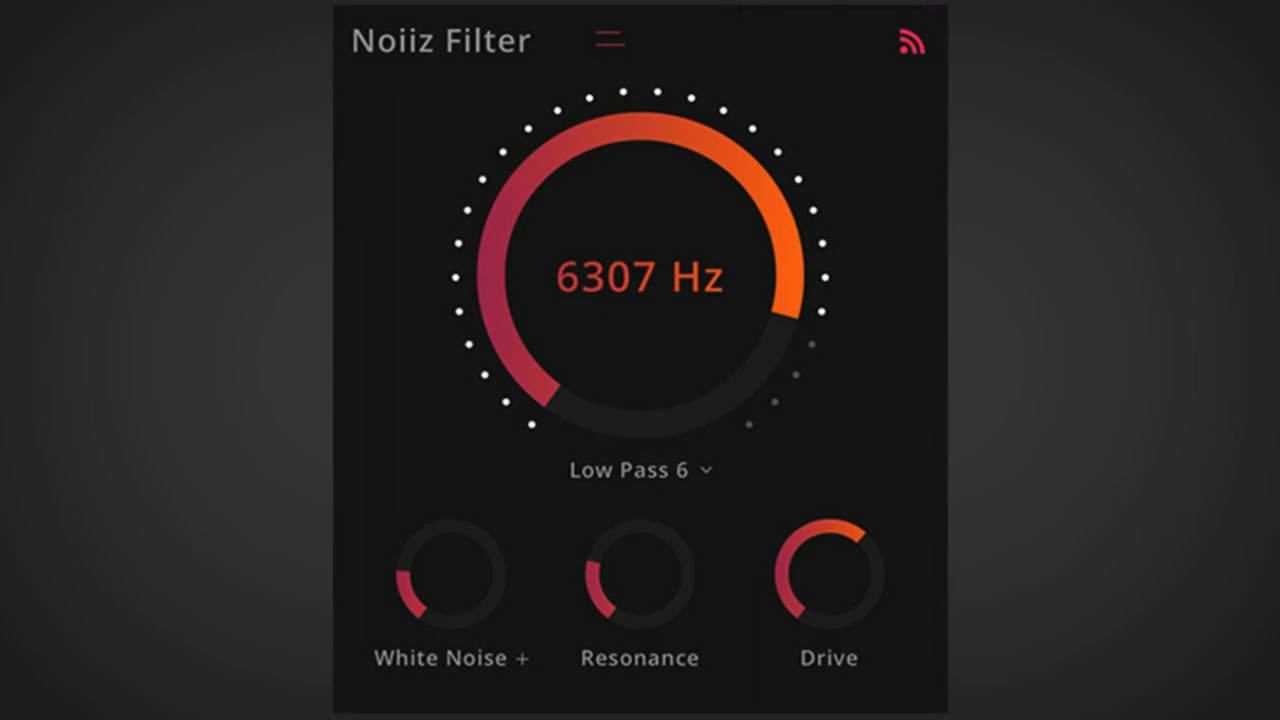 Noiiz Filter
6307 Hz
Low Pass 6
White Noise +
Resonance
Drive